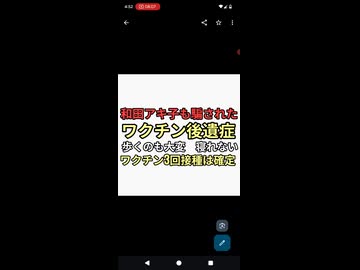 4:52
08:07
和田アキ子も騙された
ワクチン後遺症
歩くのも大変 寝れない
ワクチン3回接種は確定